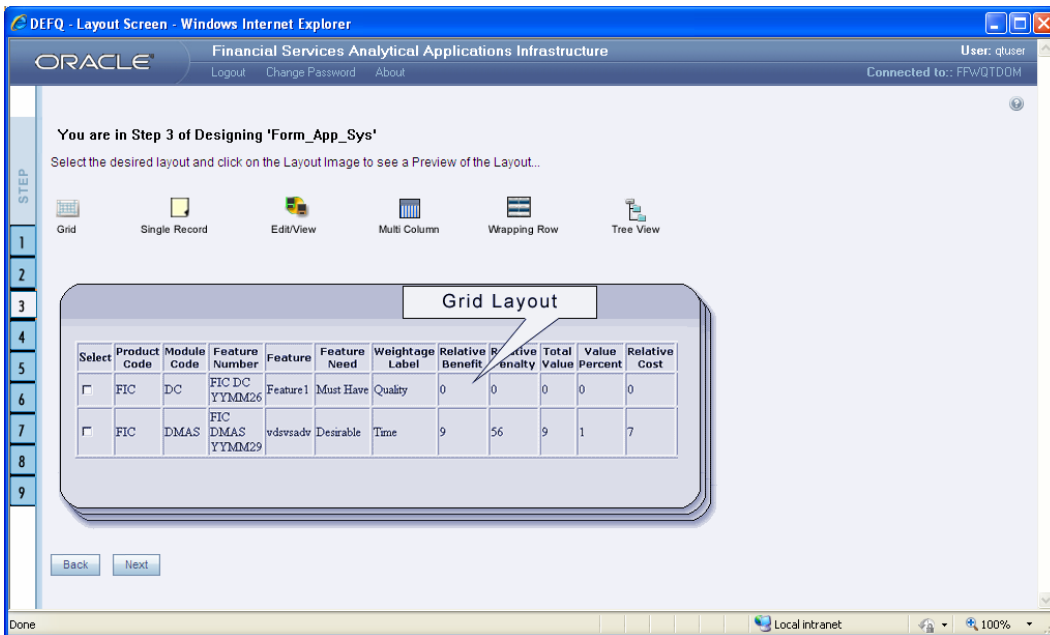 DEFQ - Layout Screen - Windows Internet Explorer
ORACLE
Financial Services Analytical Applications Infrastructure
User: qtuser
Logout Change Password About
Connected to:: FFWQTDOM
You are in Step 3 of Designing 'Form_App_Sys'
Select the desired layout and click on the Layout Image to see a Preview of the Layout...
STEP
Grid Single Record Edit/View Multi Column Wrapping Row Tree View
1
2
3
4
5
6
7
8
9
Grid Layout
Select Product Code Module Code Feature Number Feature Feature Need Weightage Label Relative Benefit Total Value Value Percent Relative Cost
FIC DC FIC DC YYMM26 Feature1 Must Have Quality 0 0 0 0 0
FIC DMAS FIC DMAS YYMM29 vdsvsadv Desirable Time 9 56 9 1 7
Back Next
Done
Local intranet
100%